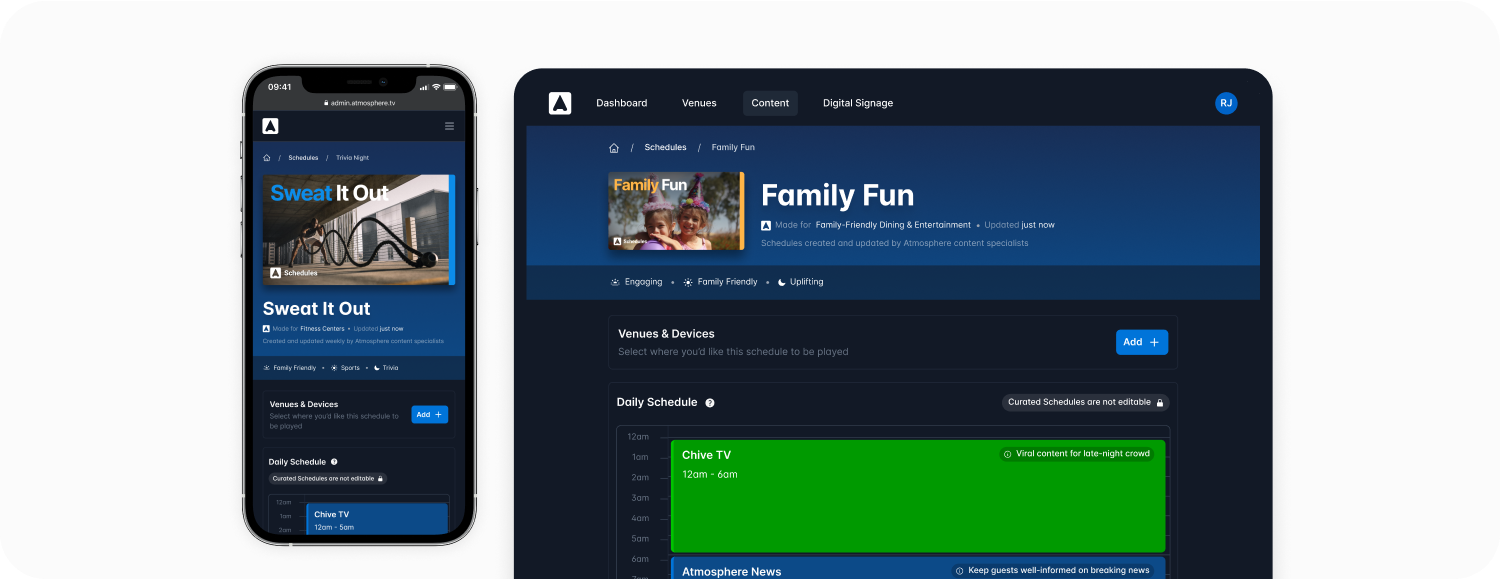 09:41
admin.atmosphere.tv
/ Schedules / Trivia Night
Sweat It Out
Schedules
Sweat It Out
Made for Fitness Centers • Updated just now
Created and updated weekly by Atmosphere content specialists
Family Friendly • Sports • Trivia
Venues & Devices
Select where you'd like this schedule to be played
Add +
Daily Schedule ?
Curated Schedules are not editable
12am
1am
2am
Chive TV
12am - 5am
Dashboard Venues Content Digital Signage RJ
/ Schedules / Family Fun
Family Fun
Schedules
Family Fun
Made for Family-Friendly Dining & Entertainment • Updated just now
Schedules created and updated by Atmosphere content specialists
Engaging • Family Friendly • Uplifting
Venues & Devices
Select where you'd like this schedule to be played
Add +
Daily Schedule ?
Curated Schedules are not editable
12am
1am
2am
3am
4am
5am
6am
Chive TV
Viral content for late-night crowd
12am - 6am
Atmosphere News
Keep guests well-informed on breaking news